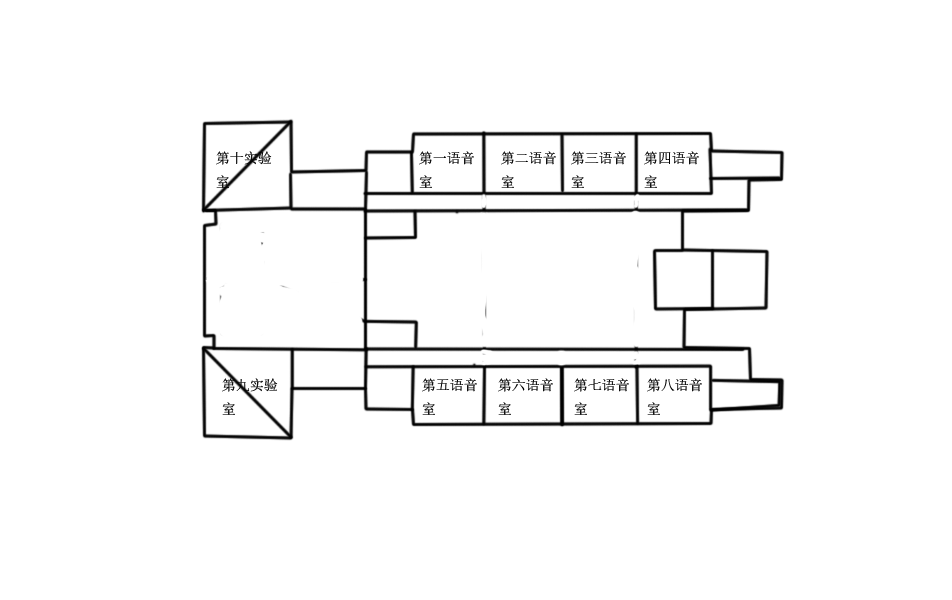 第十实验
室
第一语音
室
第二语音
室
第三语音
室
第四语音
室
第九实验
室
第五语音
室
第六语音
室
第七语音
室
第八语音
室